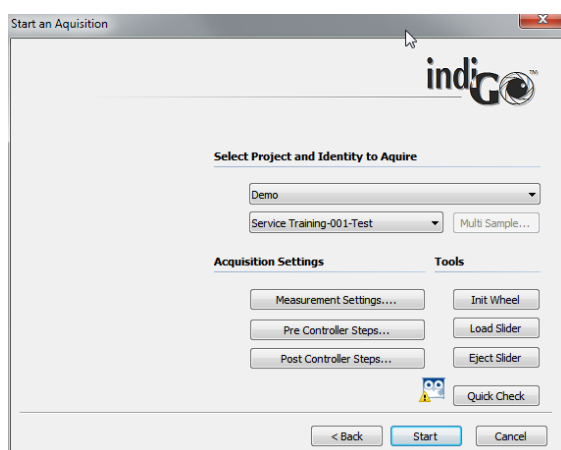 Start an Aquisition
indiGo™
Select Project and Identity to Aquire
Demo
Service Training-001-Test
Multi Sample...
Acquisition Settings
Tools
Measurement Settings....
Init Wheel
Pre Controller Steps...
Load Slider
Post Controller Steps...
Eject Slider
Quick Check
< Back
Start
Cancel